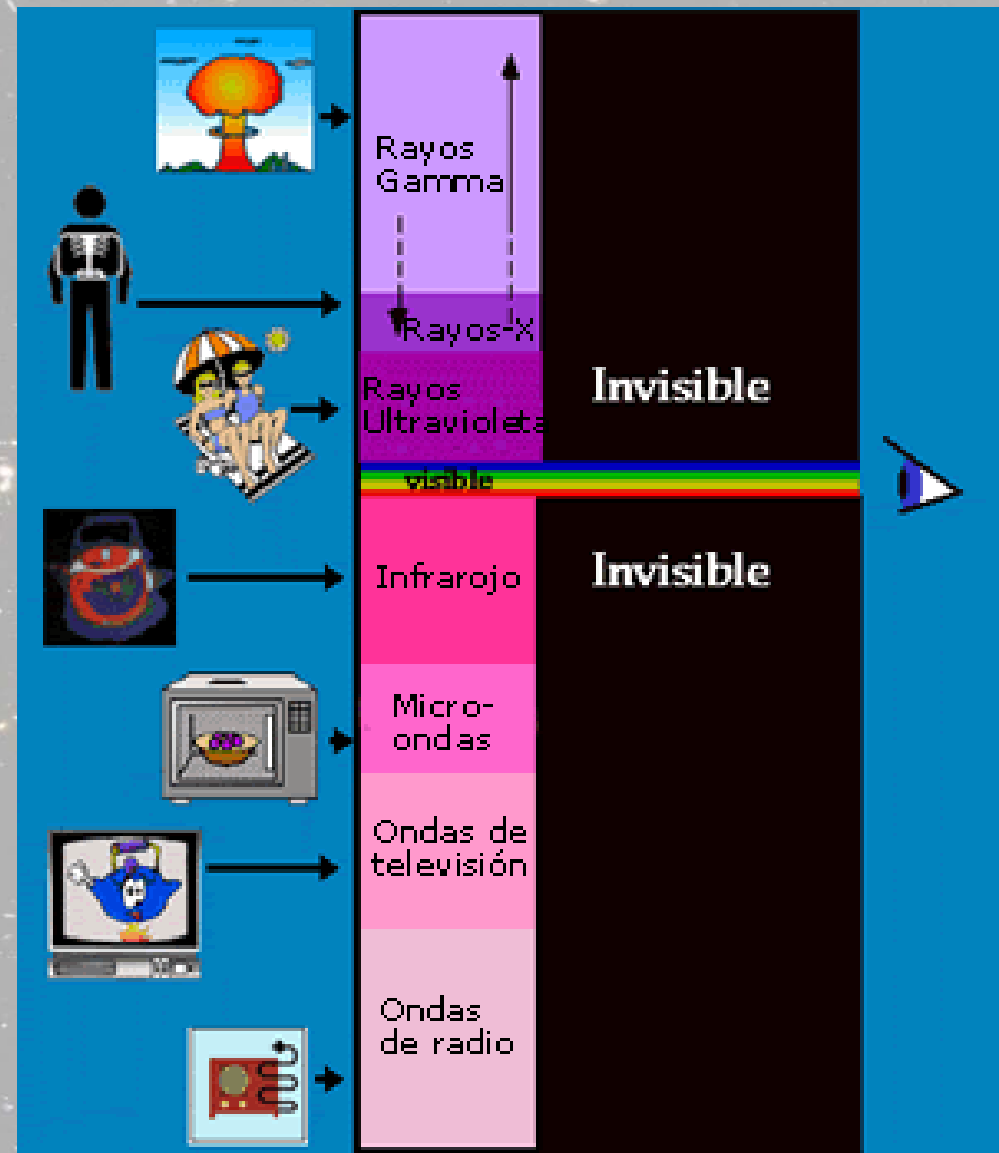 Rayos
Gamma
Rayos-X
Rayos
Ultravioleta
Invisible
visible
Infrarojo
Invisible
Micro-
ondas
Ondas de
televisión
Ondas
de radio